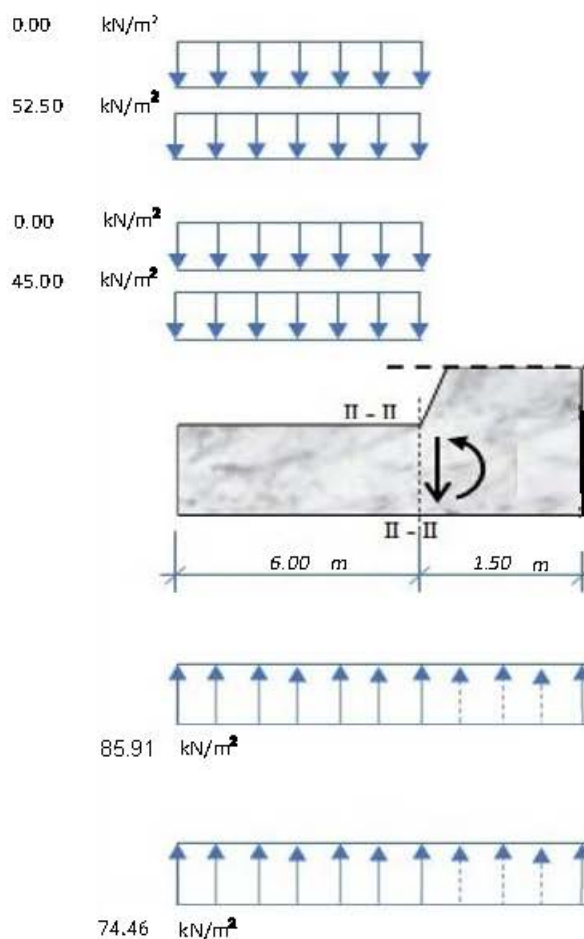 0.00 kN/m²
52.50 kN/m²
0.00 kN/m²
45.00 kN/m²
II - II
II - II
6.00 m 1.50 m
85.91 kN/m²
74.46 kN/m²